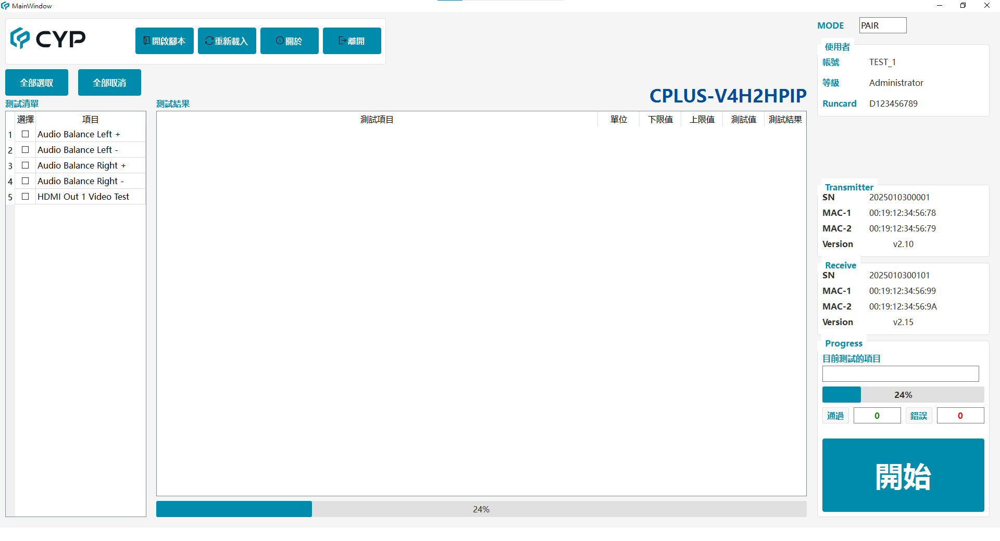 MainWindow
CYP
開啟腳本
重新載入
關於
離開
MODE
PAIR
使用者
帳號 TEST_1
等級 Administrator
Runcard D123456789
全部選取
全部取消
CPLUS-V4H2HPIP
測試清單
選擇 項目
1 Audio Balance Left +
2 Audio Balance Left -
3 Audio Balance Right +
4 Audio Balance Right -
5 HDMI Out 1 Video Test
測試結果
測試項目 單位 下限值 上限值 測試值 測試結果
24%
Transmitter
SN 2025010300001
MAC-1 00:19:12:34:56:78
MAC-2 00:19:12:34:56:79
Version v2.10
Receive
SN 2025010300101
MAC-1 00:19:12:34:56:99
MAC-2 00:19:12:34:56:9A
Version v2.15
Progress
目前測試的項目
24%
通過 0 錯誤 0
開始